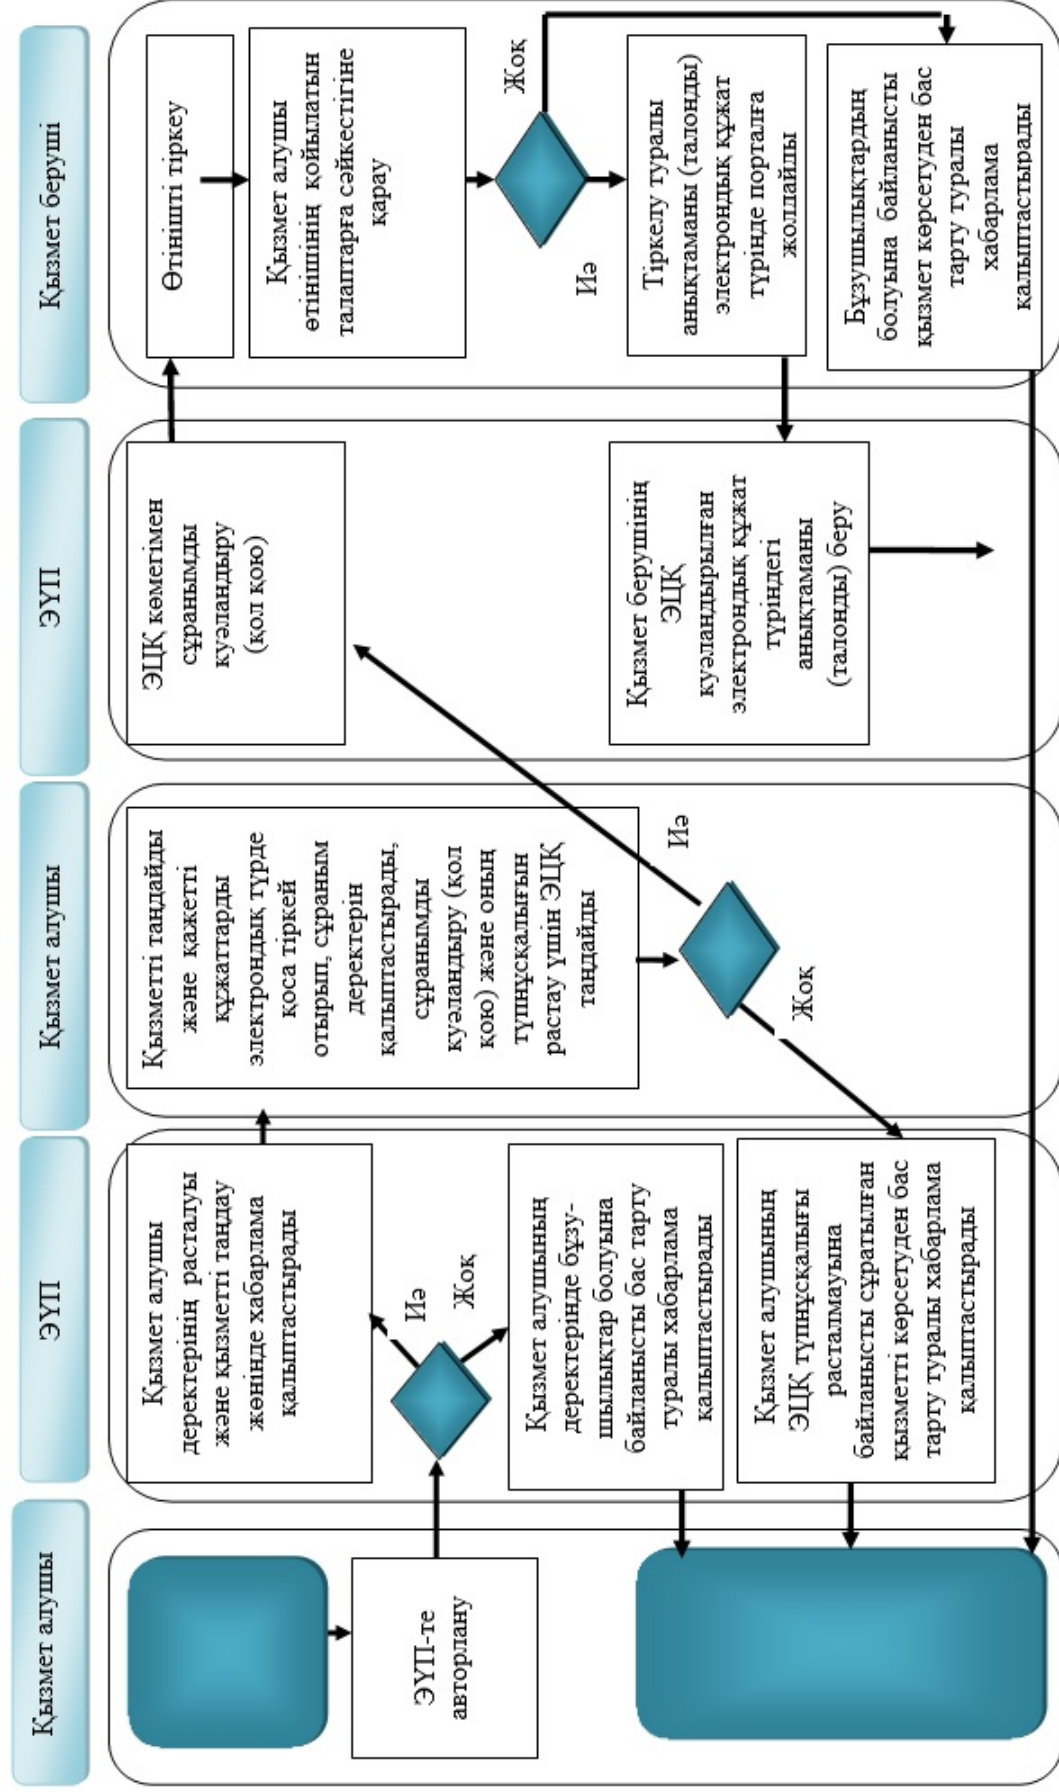 Қызмет алушы
ЭҮП
Қызмет алушы
ЭҮП
Қызмет беруші
ЭҮП-те
авторлану
Қызмет алушы
деректерінің расталуы
және қызметті таңдау
жөнінде хабарлама
қалыптастырады
Иә
Жоқ
Қызмет алушының
деректерінде бұзу-
шылықтар болуына
байланысты бас тарту
туралы хабарлама
қалыптастырады
Қызмет алушының
ЭЦҚ түпнұсқалығы
расталмауына
байланысты сұратылған
қызметті көрсетуден бас
тарту туралы хабарлама
қалыптастырады
Қызметті таңдайды
және қажетті
құжаттарды
электрондық түрде
қоса тіркей
отырып, сұраным
деректерін
қалыптастырады,
сұранымды
куәландыру (қол
қою) және оның
түпнұсқалығын
растау үшін ЭЦҚ
таңдайды
Иә
Жоқ
ЭЦҚ көмегімен
сұранымды
куәландыру
(қол қою)
Қызмет берушінің
ЭЦҚ
куәландырылған
электрондық құжат
түріндегі
анықтаманы
(талонды) беру
Өтінішті тіркеу
Қызмет алушы
өтінішінің қойылатын
талаптарға сәйкестігіне
қарау
Жоқ
Иә
Тіркелу туралы
анықтаманы (талонды)
электрондық құжат
түрінде порталға
жолдайды
Бұзушылықтардың
болуына байланысты
қызмет көрсетуден бас
тарту туралы
хабарлама
қалыптастырады